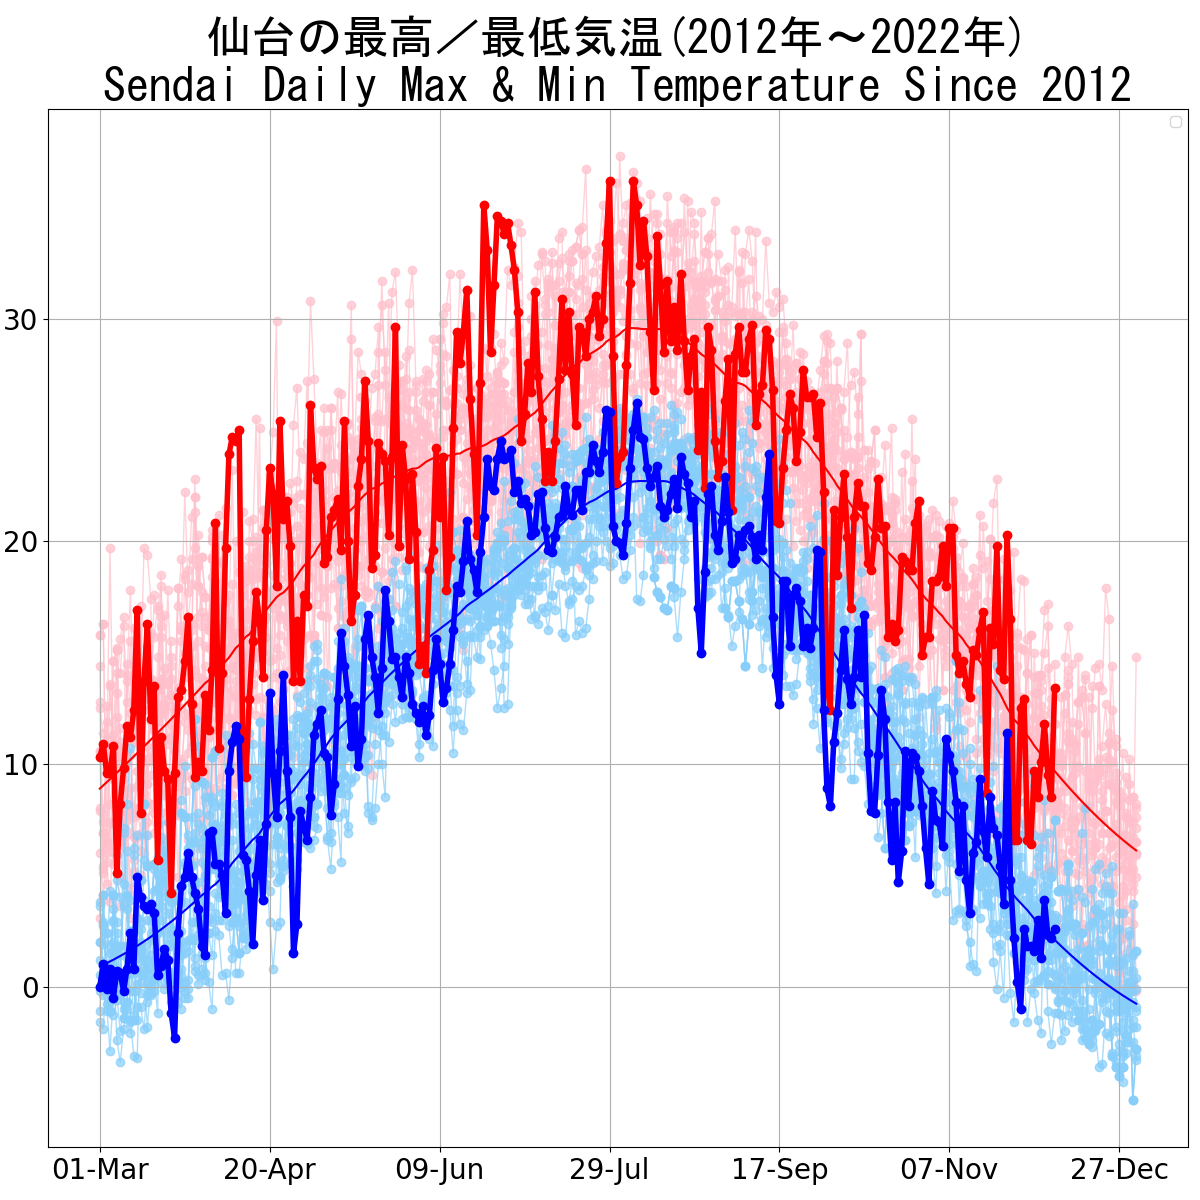 仙台の最高／最低気温(2012年～2022年)
Sendai Daily Max & Min Temperature Since 2012
30
20
10
0
01-Mar 20-Apr 09-Jun 29-Jul 17-Sep 07-Nov 27-Dec